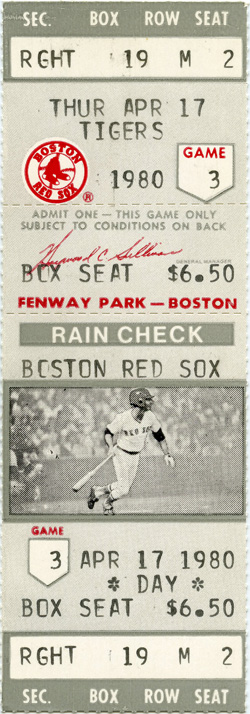 SEC. BOX ROW SEAT
RGHT 19 M 2
THUR APR 17
TIGERS
BOSTON
RED SOX
®
1980
GAME
3
ADMIT ONE — THIS GAME ONLY
SUBJECT TO CONDITIONS ON BACK
Haywood C Sullivan
GENERAL MANAGER
BOX SEAT $6.50
FENWAY PARK — BOSTON
RAIN CHECK
BOSTON RED SOX
RED SOX
GAME
3
APR 17 1980
* DAY *
BOX SEAT $6.50
RGHT 19 M 2
SEC. BOX ROW SEAT